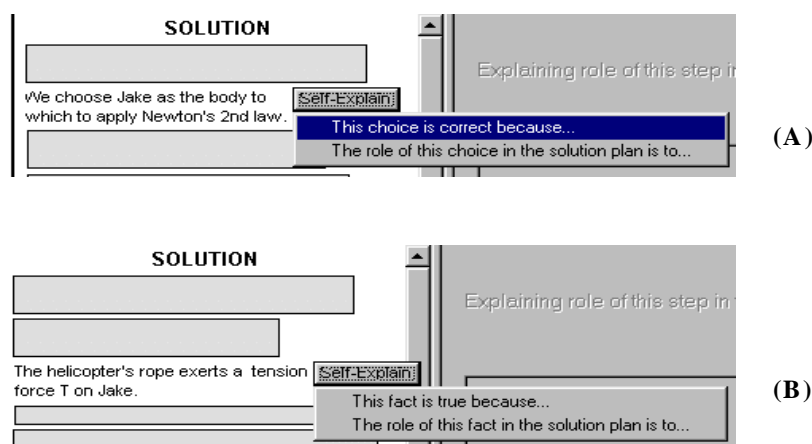 SOLUTION
Explaining role of this step in
We choose Jake as the body to
which to apply Newton's 2nd law.
Self-Explain
This choice is correct because...
The role of this choice in the solution plan is to...
(A)
SOLUTION
Explaining role of this step in
The helicopter's rope exerts a tension
force T on Jake.
Self-Explain
This fact is true because...
The role of this fact in the solution plan is to...
(B)